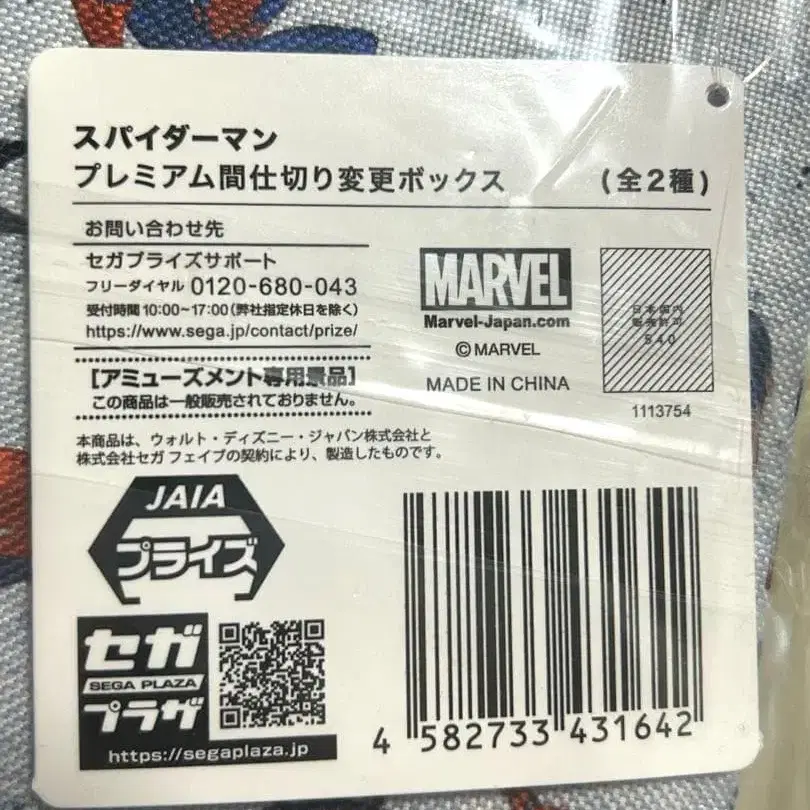 スパイダーマン
プレミアム間仕切り変更ボックス (全2種)
お問い合わせ先
セガプライズサポート
フリーダイヤル 0120-680-043
受付時間 10:00~17:00(弊社指定休日を除く)
https://www.sega.jp/contact/prize/
[アミューズメント専用景品]
この商品は一般販売されておりません。
MARVEL
Marvel-Japan.com
©MARVEL
MADE IN CHINA
日本国内
販売許可
540
1113754
本商品は、ウォルト・ディズニー・ジャパン株式会社と
株式会社セガ フェイブの契約により、製造したものです。
JAIA
プライズ
セガ
SEGA PLAZA
プラザ
https://segaplaza.jp
4 582733 431642